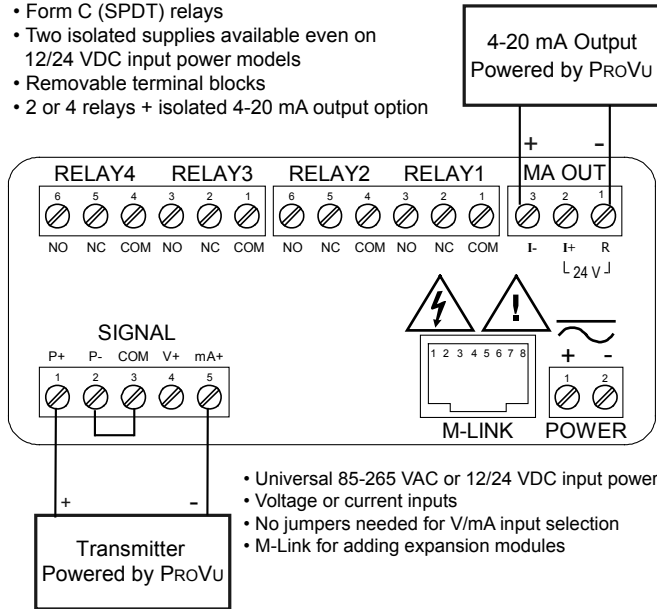 • Form C (SPDT) relays
• Two isolated supplies available even on
12/24 VDC input power models
• Removable terminal blocks
• 2 or 4 relays + isolated 4-20 mA output option
4-20 mA Output
Powered by PROVU
+ -
RELAY4 RELAY3 RELAY2 RELAY1 MA OUT
6 5 4 3 2 1 6 5 4 3 2 1 3 2 1
NO NC COM NO NC COM NO NC COM NO NC COM I- I+ R
24 V
SIGNAL
P+ P- COM V+ mA+
1 2 3 4 5
1 2 3 4 5 6 7 8
+ -
1 2
M-LINK POWER
+ -
Transmitter
Powered by PROVU
• Universal 85-265 VAC or 12/24 VDC input power
• Voltage or current inputs
• No jumpers needed for V/mA input selection
• M-Link for adding expansion modules